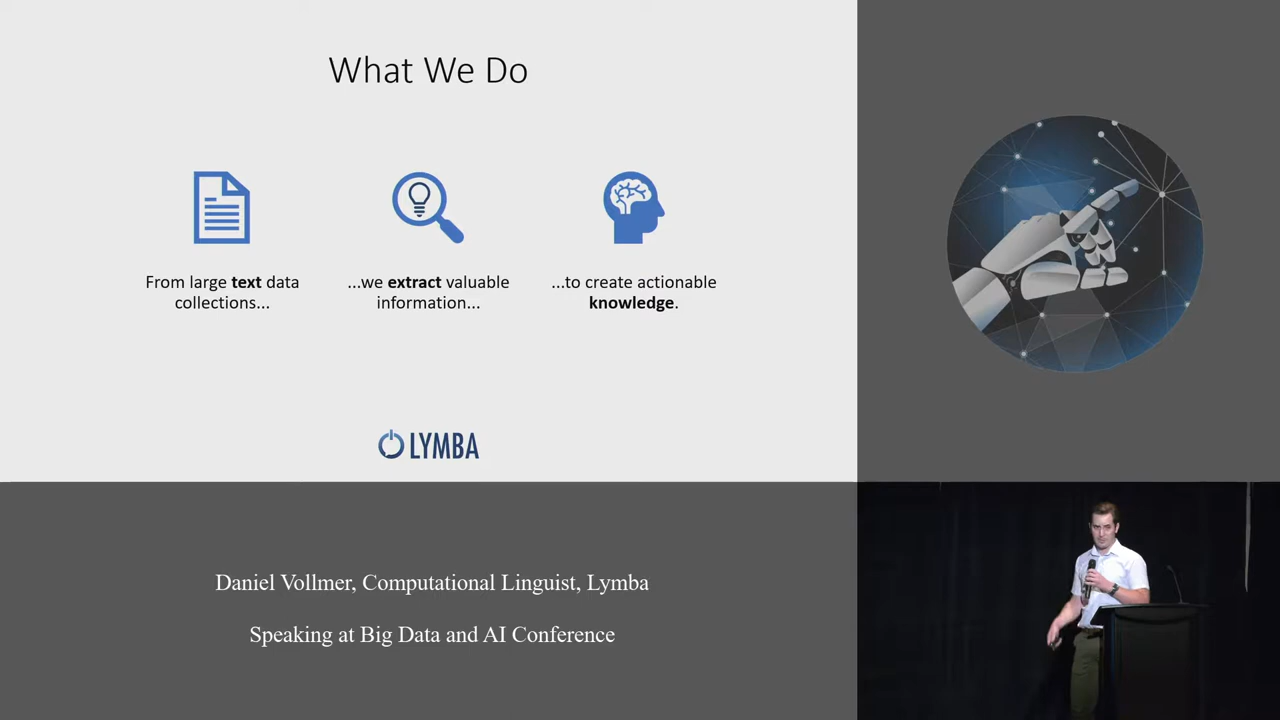 What We Do
From large text data
collections...
...we extract valuable
information...
...to create actionable
knowledge.
LYMBA
Daniel Vollmer, Computational Linguist, Lymba
Speaking at Big Data and AI Conference